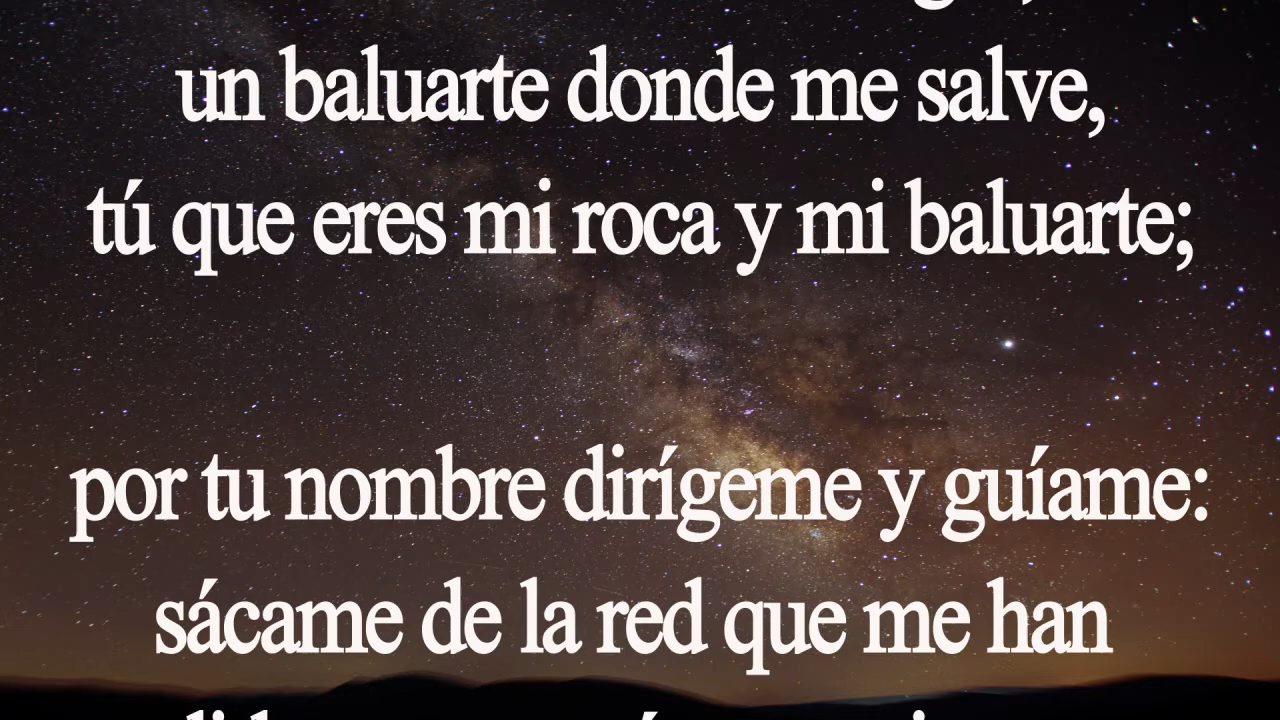 un baluarte donde me salve,
tú que eres mi roca y mi baluarte;
por tu nombre dirígeme y guíame:
sácame de la red que me han